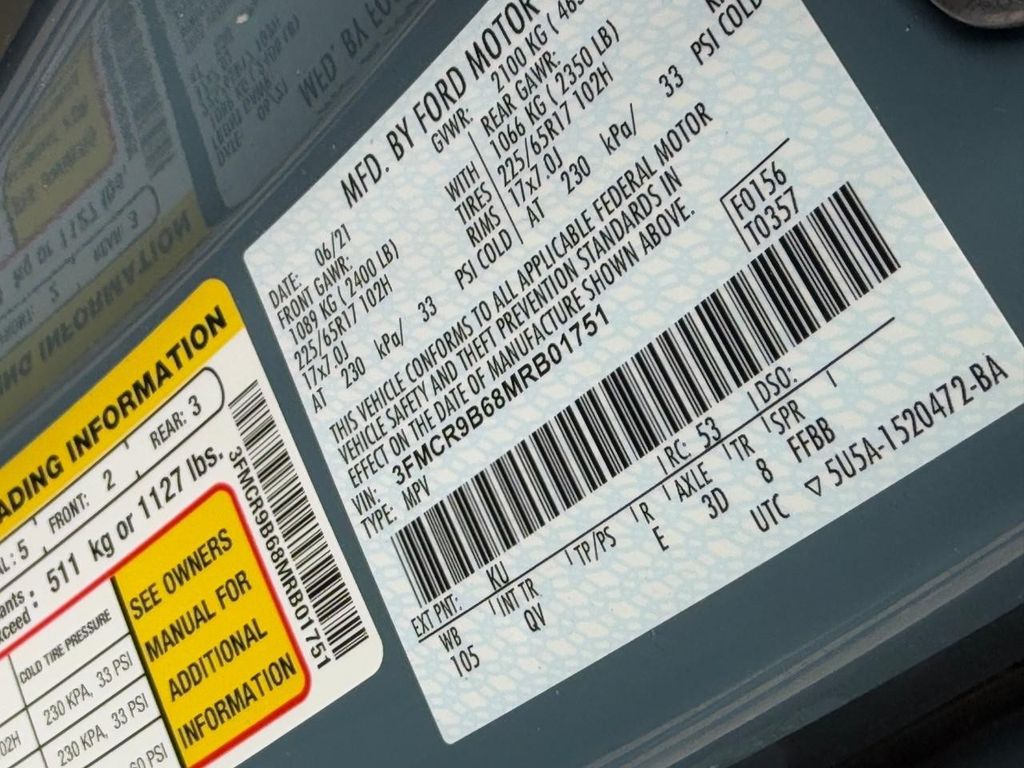 MFD. BY FORD MOTOR
DATE: 06/21 GVWR: 2100 KG (
FRONT GAWR: REAR GAWR:
1089 KG ( 2400 LB) WITH 1066 KG ( 2350 LB)
225/65R17 102H TIRES 225/65R17 102H
17x7.0J RIMS 17x7.0J
AT 230 kPa/ 33 PSI COLD AT 230 kPa/ 33 PSI COLD
THIS VEHICLE CONFORMS TO ALL APPLICABLE FEDERAL MOTOR
VEHICLE SAFETY AND THEFT PREVENTION STANDARDS IN
EFFECT ON THE DATE OF MANUFACTURE SHOWN ABOVE.
VIN: 3FMCR9B68MRB01751
TYPE: MPV
F0156
T0357
EXT PNT: KU RC: 53 DSO:
WB INT TR TP/PS R AXLE TR SPR
105 QV E 3D 8 FFBB
UTC ▽ 5U5A-1520472-BA
ADING INFORMATION
AL: 5 FRONT: 2 REAR: 3
511 kg or 1127 lbs.
COLD TIRE PRESSURE
230 KPA, 33 PSI
02H 230 KPA, 33 PSI
60 PSI
SEE OWNERS
MANUAL FOR
ADDITIONAL
INFORMATION
3FMCR9B68MRB01751